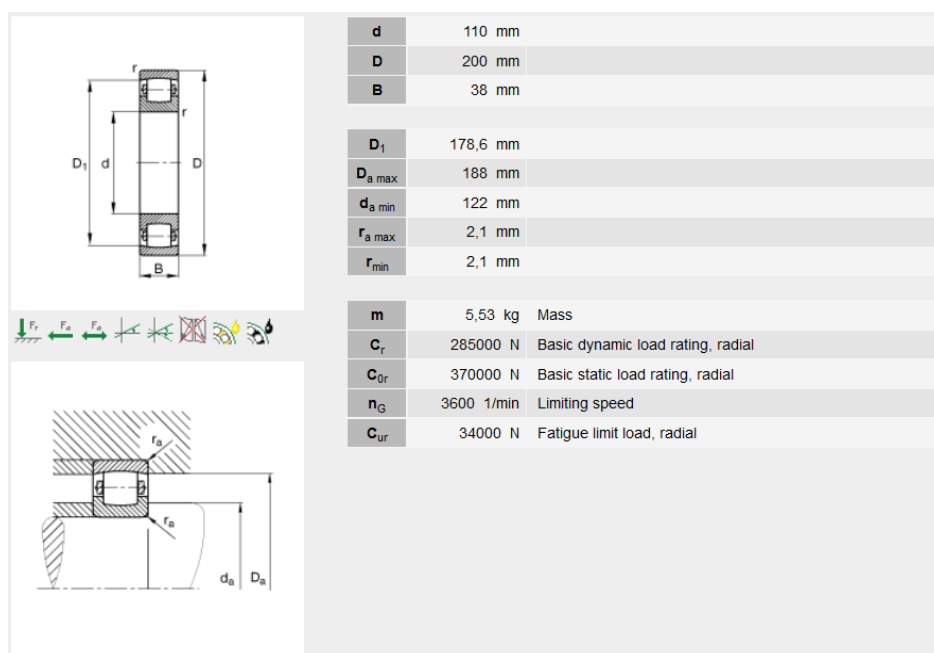 r
r
D1 d D
B
Fr Fa Fa
ra
ra
da Da
d 110 mm
D 200 mm
B 38 mm
D1 178,6 mm
Da max 188 mm
da min 122 mm
ra max 2,1 mm
rmin 2,1 mm
m 5,53 kg Mass
Cr 285000 N Basic dynamic load rating, radial
C0r 370000 N Basic static load rating, radial
nG 3600 1/min Limiting speed
Cur 34000 N Fatigue limit load, radial